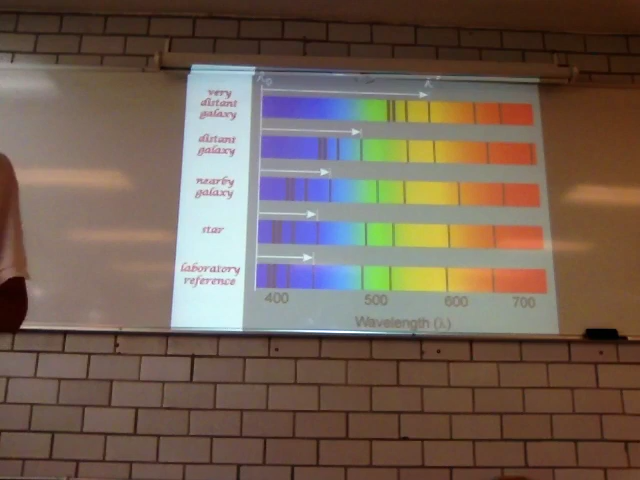 very
distant
galaxy
distant
galaxy
nearby
galaxy
star
laboratory
reference
400 500 600 700
Wavelength (λ)